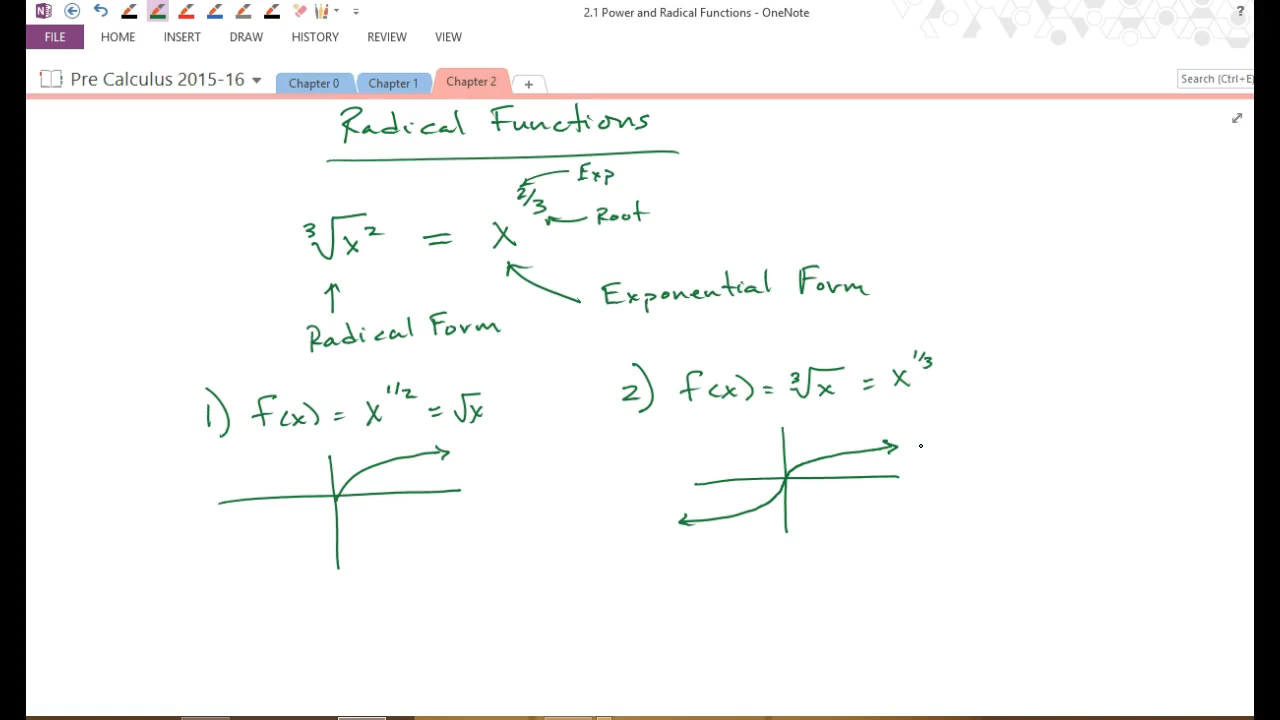 2.1 Power and Radical Functions - OneNote
?
FILE HOME INSERT DRAW HISTORY REVIEW VIEW
Pre Calculus 2015-16 Chapter 0 Chapter 1 Chapter 2 + Search (Ctrl+E)
Radical Functions
Exp
∛x² = x^2/3
Root
Exponential Form
Radical Form
1) f(x) = x^1/2 = √x
2) f(x) = ∛x = x^1/3